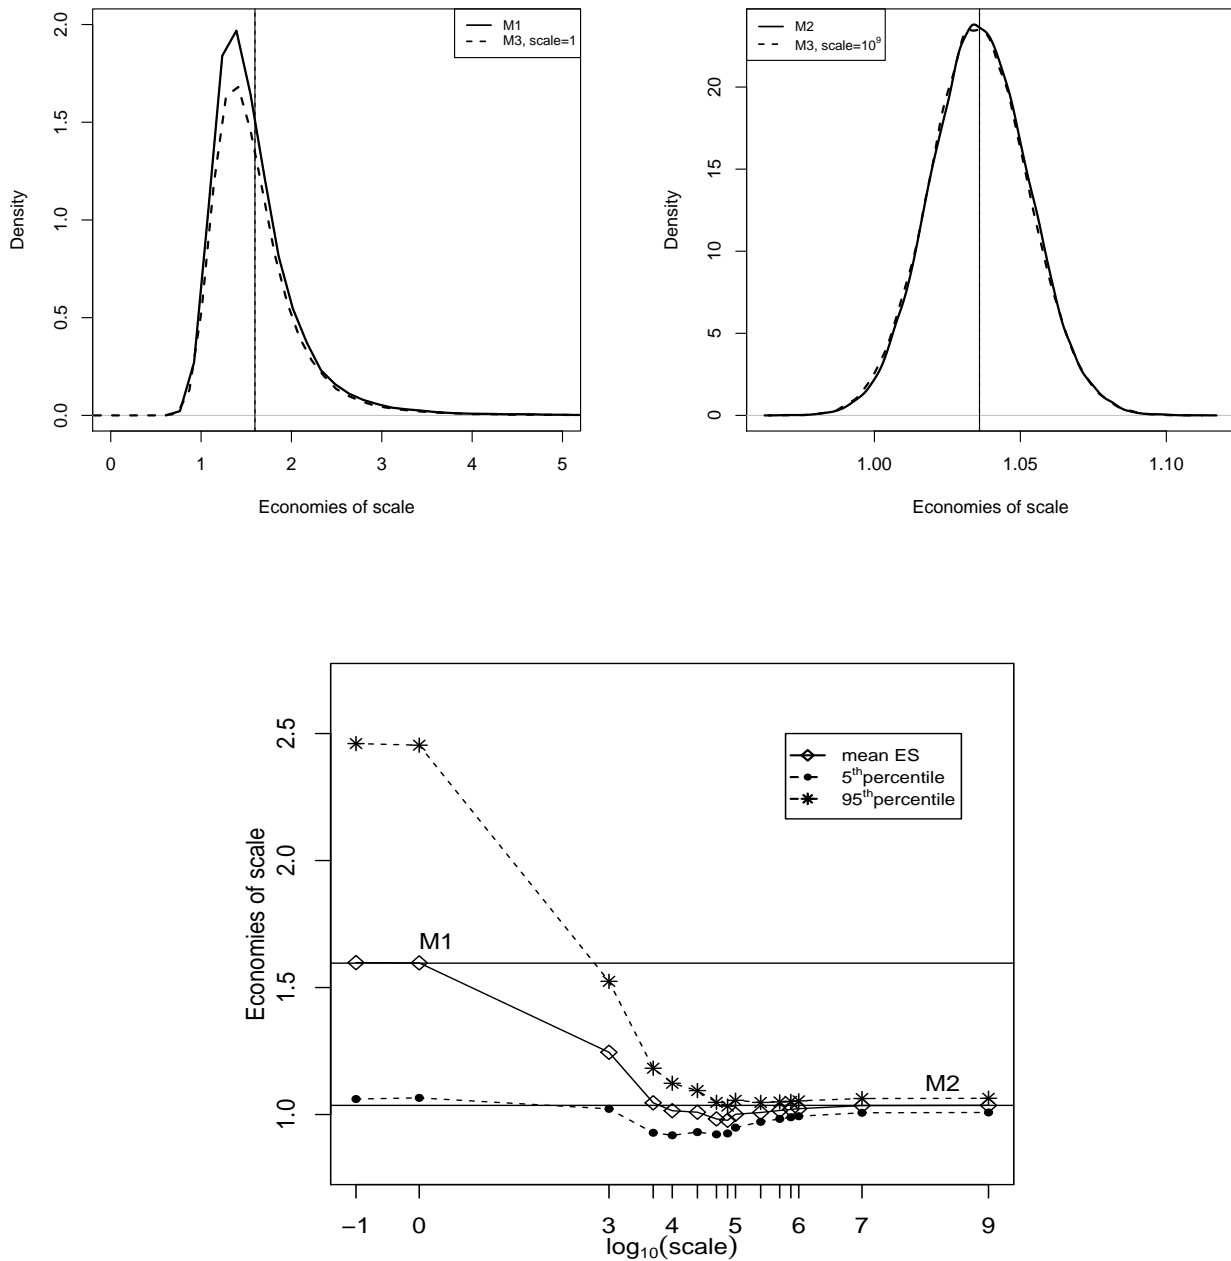 M1
M3, scale=1
Density
0.0 0.5 1.0 1.5 2.0
0 1 2 3 4 5
Economies of scale
M2
M3, scale=10⁹
Density
0 5 10 15 20
1.00 1.05 1.10
Economies of scale
mean ES
5ᵗʰpercentile
95ᵗʰpercentile
M1
M2
Economies of scale
1.0 1.5 2.0 2.5
−1 0 3 4 5 6 7 9
log₁₀(scale)